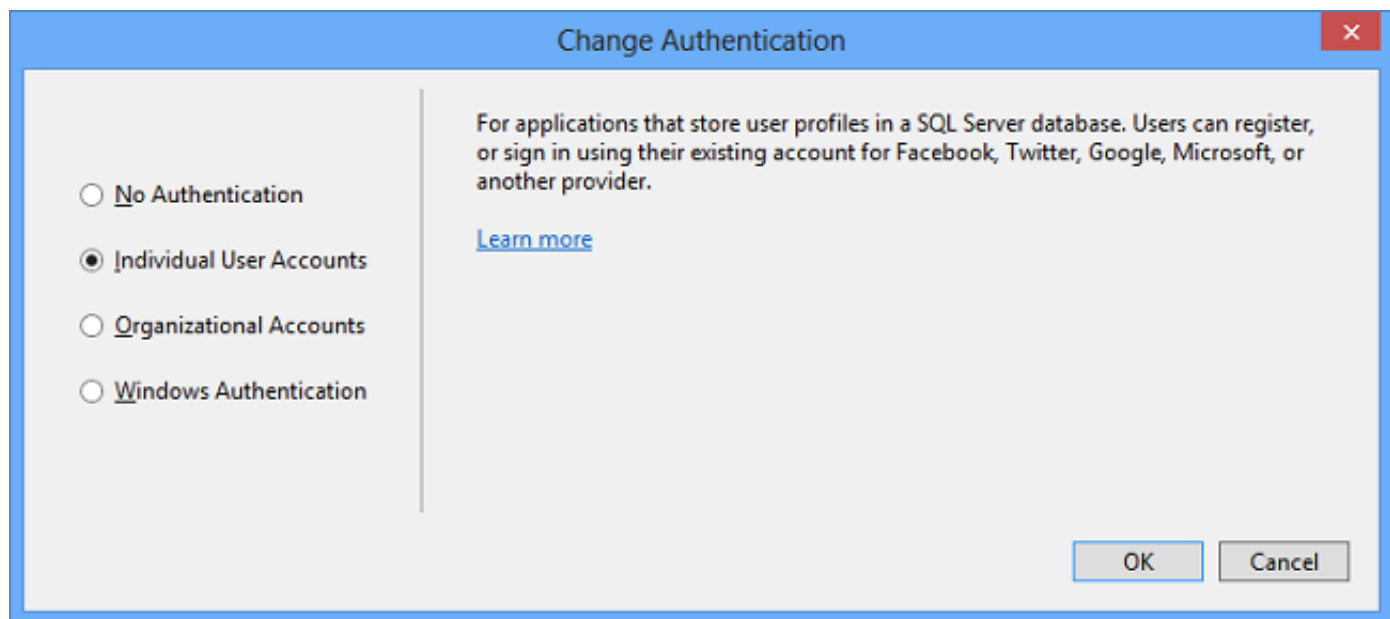 Change Authentication
No Authentication
Individual User Accounts
Organizational Accounts
Windows Authentication
For applications that store user profiles in a SQL Server database. Users can register,
or sign in using their existing account for Facebook, Twitter, Google, Microsoft, or
another provider.
Learn more
OK
Cancel